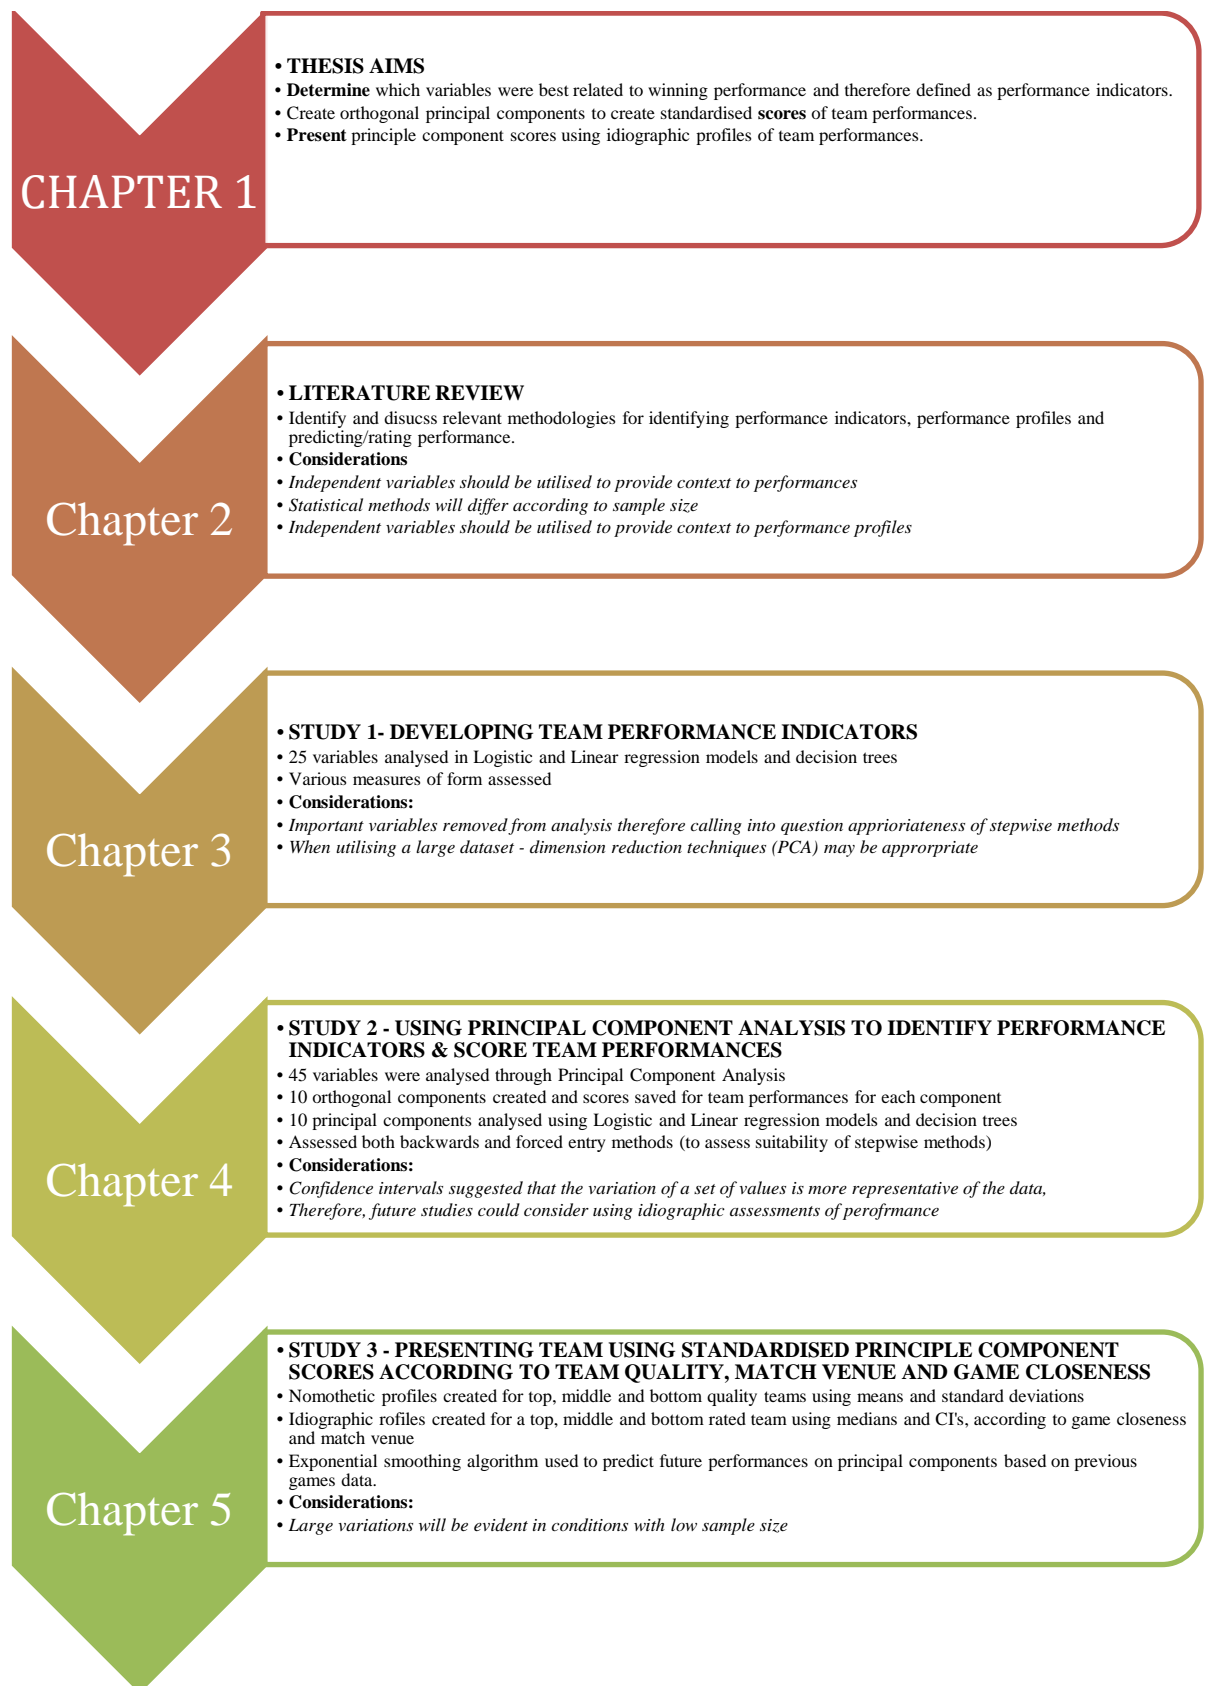 CHAPTER 1
• THESIS AIMS
• Determine which variables were best related to winning performance and therefore defined as performance indicators.
• Create orthogonal principal components to create standardised scores of team performances.
• Present principle component scores using idiographic profiles of team performances.
Chapter 2
• LITERATURE REVIEW
• Identify and disucss relevant methodologies for identifying performance indicators, performance profiles and
predicting/rating performance.
• Considerations
• Independent variables should be utilised to provide context to performances
• Statistical methods will differ according to sample size
• Independent variables should be utilised to provide context to performance profiles
Chapter 3
• STUDY 1- DEVELOPING TEAM PERFORMANCE INDICATORS
• 25 variables analysed in Logistic and Linear regression models and decision trees
• Various measures of form assessed
• Considerations:
• Important variables removed from analysis therefore calling into question apprioriateness of stepwise methods
• When utilising a large dataset - dimension reduction techniques (PCA) may be approrpriate
Chapter 4
• STUDY 2 - USING PRINCIPAL COMPONENT ANALYSIS TO IDENTIFY PERFORMANCE
INDICATORS & SCORE TEAM PERFORMANCES
• 45 variables were analysed through Principal Component Analysis
• 10 orthogonal components created and scores saved for team performances for each component
• 10 principal components analysed using Logistic and Linear regression models and decision trees
• Assessed both backwards and forced entry methods (to assess suitability of stepwise methods)
• Considerations:
• Confidence intervals suggested that the variation of a set of values is more representative of the data,
• Therefore, future studies could consider using idiographic assessments of perofrmance
Chapter 5
• STUDY 3 - PRESENTING TEAM USING STANDARDISED PRINCIPLE COMPONENT
SCORES ACCORDING TO TEAM QUALITY, MATCH VENUE AND GAME CLOSENESS
• Nomothetic profiles created for top, middle and bottom quality teams using means and standard deviations
• Idiographic rofiles created for a top, middle and bottom rated team using medians and CI's, according to game closeness
and match venue
• Exponential smoothing algorithm used to predict future performances on principal components based on previous
games data.
• Considerations:
• Large variations will be evident in conditions with low sample size